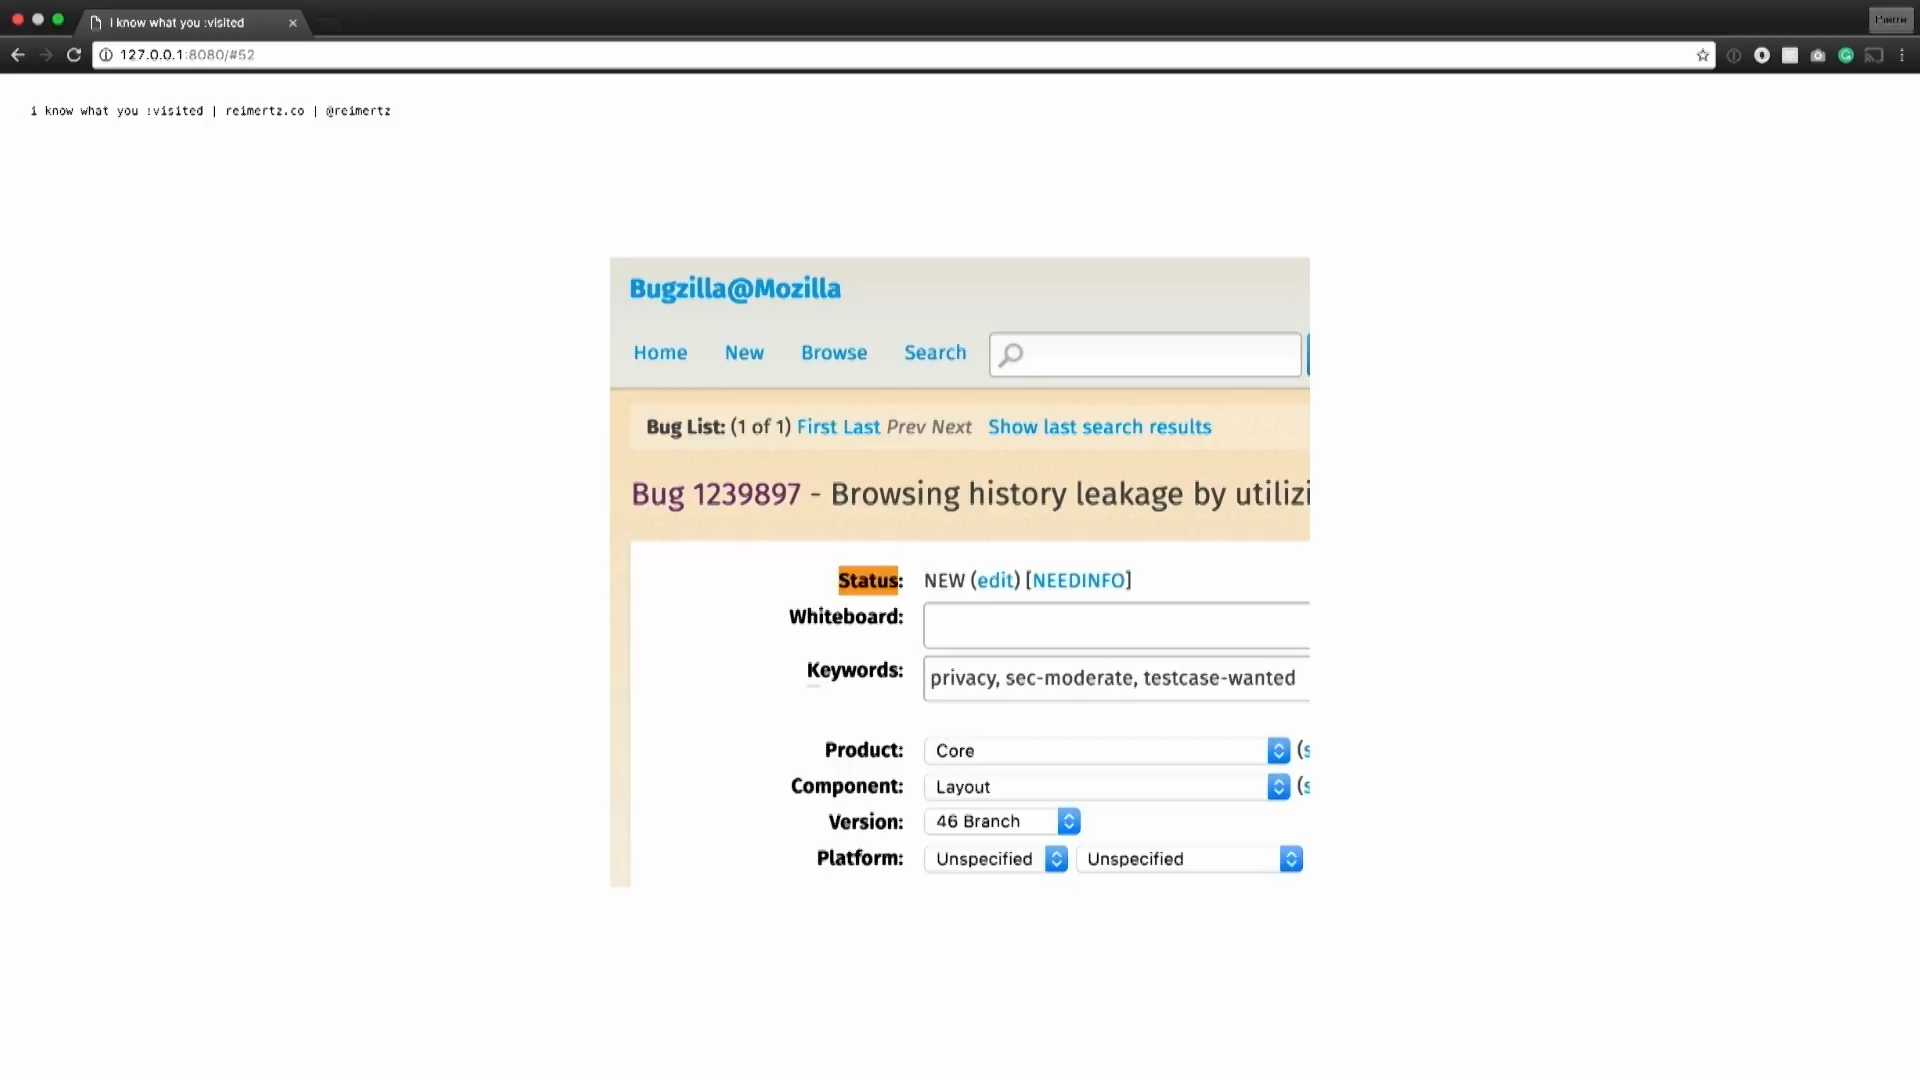 I know what you :visited
Pierre
127.0.0.1:8080/#52
i know what you :visited | reimertz.co | @reimertz
Bugzilla@Mozilla
Home New Browse Search
Bug List: (1 of 1) First Last Prev Next Show last search results
Bug 1239897 - Browsing history leakage by utilizi
Status: NEW (edit) [NEEDINFO]
Whiteboard:
Keywords: privacy, sec-moderate, testcase-wanted
Product: Core (s
Component: Layout (s
Version: 46 Branch
Platform: Unspecified Unspecified